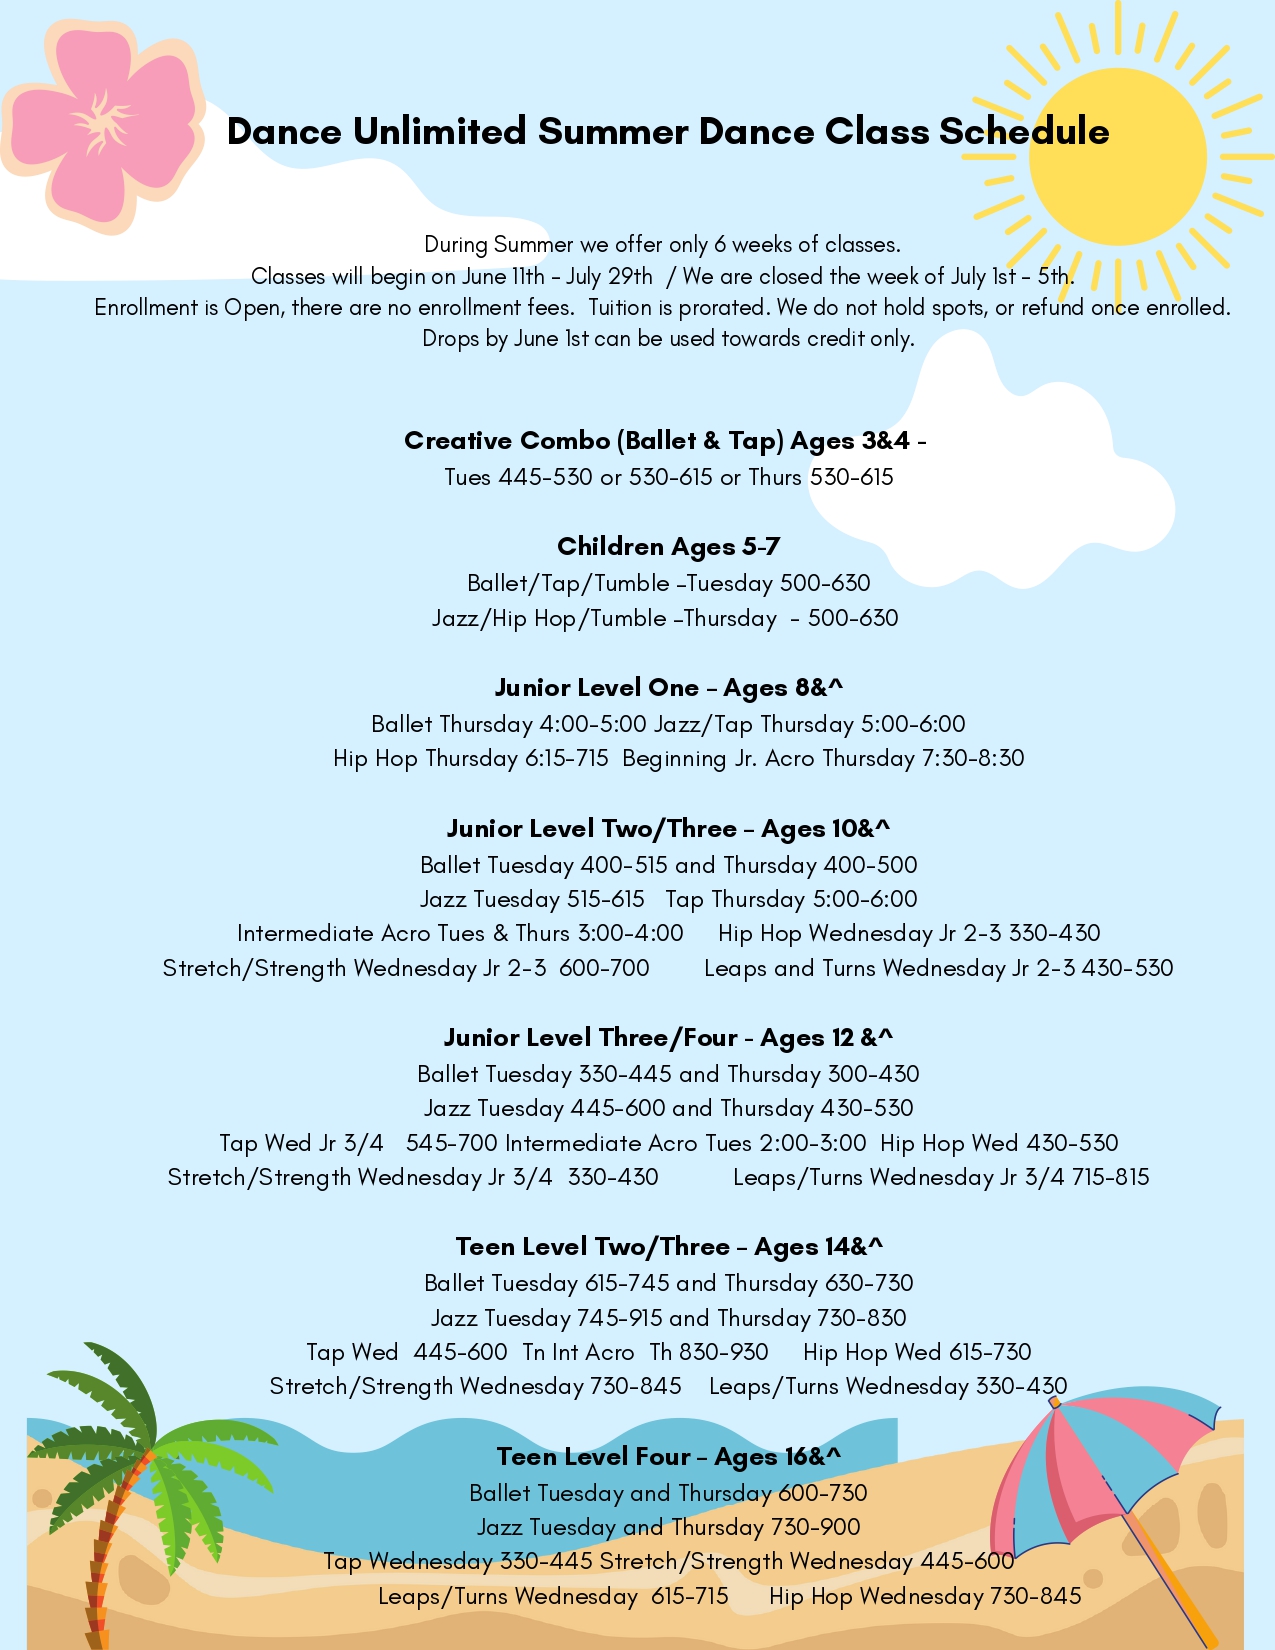 Dance Unlimited Summer Dance Class Schedule
During Summer we offer only 6 weeks of classes.
Classes will begin on June 11th - July 29th / We are closed the week of July 1st - 5th.
Enrollment is Open, there are no enrollment fees. Tuition is prorated. We do not hold spots, or refund once enrolled.
Drops by June 1st can be used towards credit only.
Creative Combo (Ballet & Tap) Ages 3&4 -
Tues 445-530 or 530-615 or Thurs 530-615
Children Ages 5-7
Ballet/Tap/Tumble –Tuesday 500-630
Jazz/Hip Hop/Tumble –Thursday - 500-630
Junior Level One – Ages 8&^
Ballet Thursday 4:00-5:00 Jazz/Tap Thursday 5:00-6:00
Hip Hop Thursday 6:15-715 Beginning Jr. Acro Thursday 7:30-8:30
Junior Level Two/Three – Ages 10&^
Ballet Tuesday 400-515 and Thursday 400-500
Jazz Tuesday 515-615 Tap Thursday 5:00-6:00
Intermediate Acro Tues & Thurs 3:00-4:00 Hip Hop Wednesday Jr 2-3 330-430
Stretch/Strength Wednesday Jr 2-3 600-700 Leaps and Turns Wednesday Jr 2-3 430-530
Junior Level Three/Four - Ages 12 &^
Ballet Tuesday 330-445 and Thursday 300-430
Jazz Tuesday 445-600 and Thursday 430-530
Tap Wed Jr 3/4 545-700 Intermediate Acro Tues 2:00-3:00 Hip Hop Wed 430-530
Stretch/Strength Wednesday Jr 3/4 330-430 Leaps/Turns Wednesday Jr 3/4 715-815
Teen Level Two/Three – Ages 14&^
Ballet Tuesday 615-745 and Thursday 630-730
Jazz Tuesday 745-915 and Thursday 730-830
Tap Wed 445-600 Tn Int Acro Th 830-930 Hip Hop Wed 615-730
Stretch/Strength Wednesday 730-845 Leaps/Turns Wednesday 330-430
Teen Level Four – Ages 16&^
Ballet Tuesday and Thursday 600-730
Jazz Tuesday and Thursday 730-900
Tap Wednesday 330-445 Stretch/Strength Wednesday 445-600
Leaps/Turns Wednesday 615-715 Hip Hop Wednesday 730-845